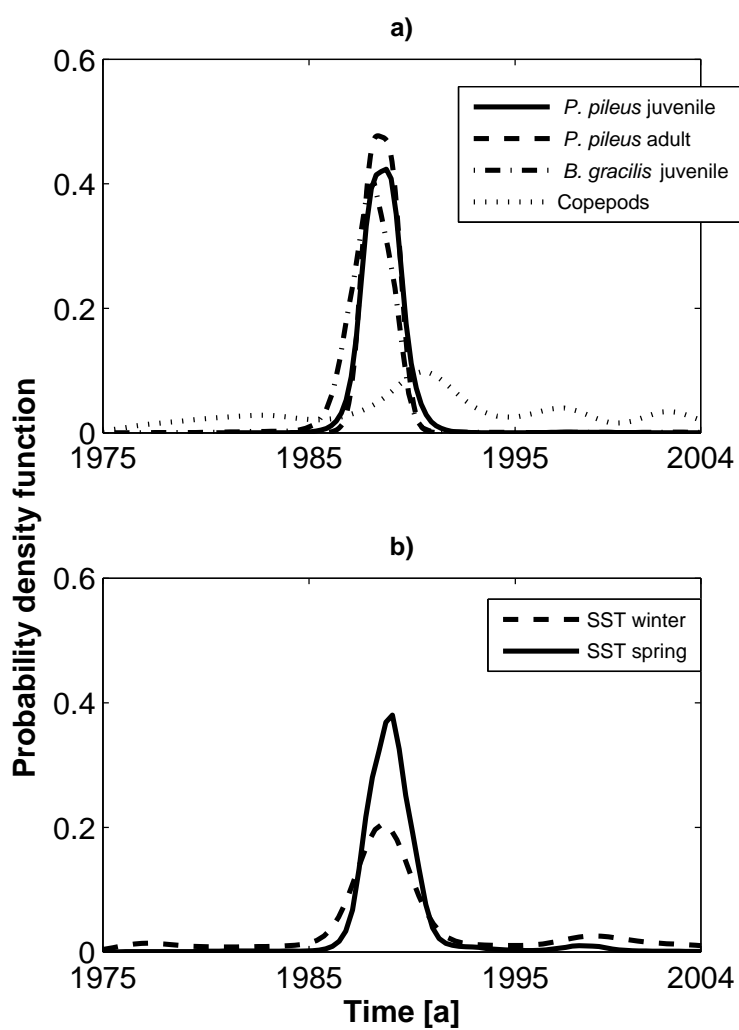 a)
0.6
0.4
0.2
0
1975
1985
1995
2004
P. pileus juvenile
P. pileus adult
B. gracilis juvenile
Copepods
Probability density function
b)
0.6
0.4
0.2
0
1975
1985
1995
2004
SST winter
SST spring
Time [a]